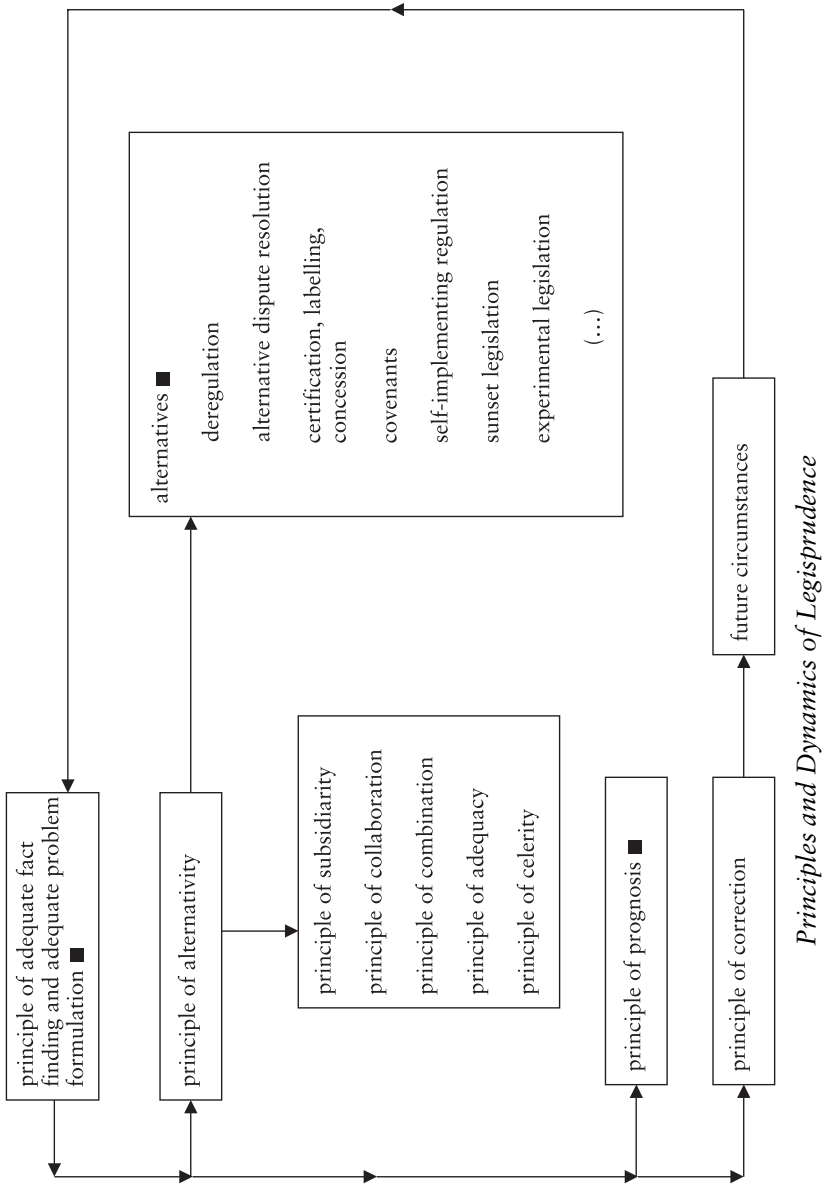 principle of adequate fact
finding and adequate problem
formulation ■
principle of alternativity
alternatives ■
deregulation
alternative dispute resolution
certification, labelling,
concession
covenants
self-implementing regulation
sunset legislation
experimental legislation
(…)
principle of subsidiarity
principle of collaboration
principle of combination
principle of adequacy
principle of celerity
principle of prognosis ■
principle of correction
future circumstances
Principles and Dynamics of Legisprudence